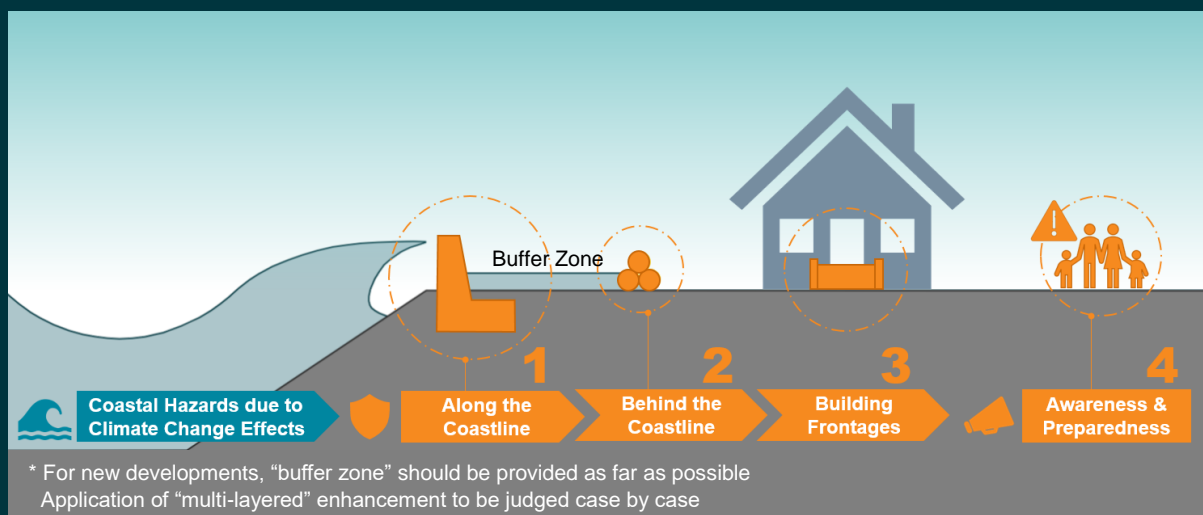 Buffer Zone
1
2
3
4
Coastal Hazards due to
Climate Change Effects
Along the
Coastline
Behind the
Coastline
Building
Frontages
Awareness &
Preparedness
* For new developments, “buffer zone” should be provided as far as possible
Application of “multi-layered” enhancement to be judged case by case